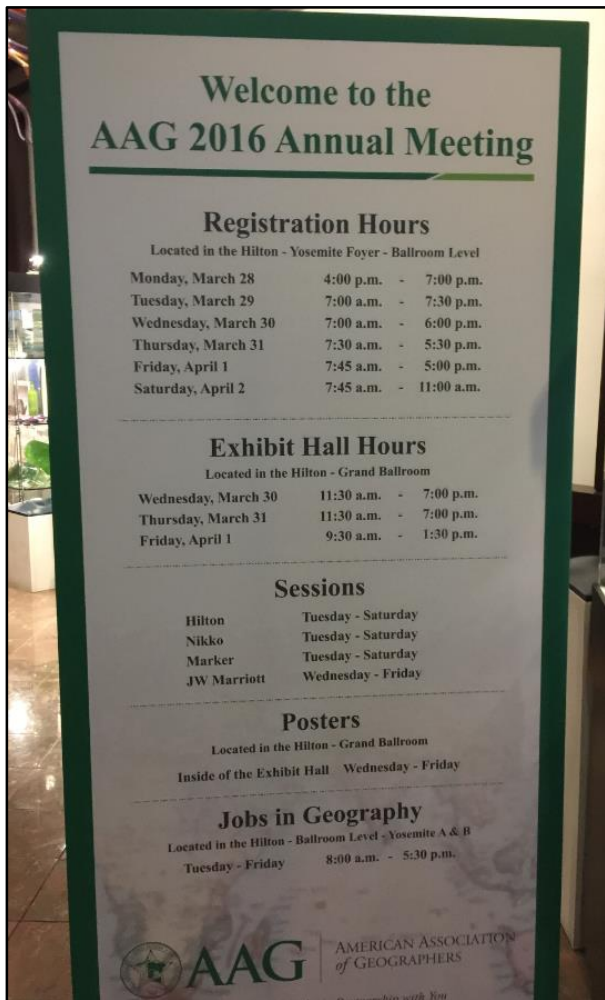 Welcome to the
AAG 2016 Annual Meeting
Registration Hours
Located in the Hilton - Yosemite Foyer - Ballroom Level
Monday, March 28 4:00 p.m. - 7:00 p.m.
Tuesday, March 29 7:00 a.m. - 7:30 p.m.
Wednesday, March 30 7:00 a.m. - 6:00 p.m.
Thursday, March 31 7:30 a.m. - 5:30 p.m.
Friday, April 1 7:45 a.m. - 5:00 p.m.
Saturday, April 2 7:45 a.m. - 11:00 a.m.
Exhibit Hall Hours
Located in the Hilton - Grand Ballroom
Wednesday, March 30 11:30 a.m. - 7:00 p.m.
Thursday, March 31 11:30 a.m. - 7:00 p.m.
Friday, April 1 9:30 a.m. - 1:30 p.m.
Sessions
Hilton Tuesday - Saturday
Nikko Tuesday - Saturday
Marker Tuesday - Saturday
JW Marriott Wednesday - Friday
Posters
Located in the Hilton - Grand Ballroom
Inside of the Exhibit Hall Wednesday - Friday
Jobs in Geography
Located in the Hilton - Ballroom Level - Yosemite A & B
Tuesday - Friday 8:00 a.m. - 5:30 p.m.
AAG AMERICAN ASSOCIATION
of GEOGRAPHERS
Partnership with You